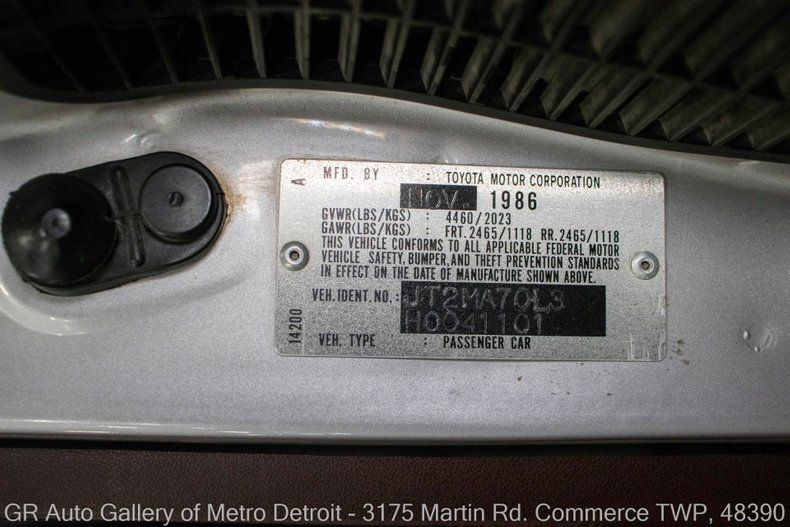 A MFD. BY : TOYOTA MOTOR CORPORATION
NOV. 1986
GVWR(LBS/KGS) : 4460/2023
GAWR(LBS/KGS) : FRT. 2465/1118 RR. 2465/1118
THIS VEHICLE CONFORMS TO ALL APPLICABLE FEDERAL MOTOR
VEHICLE SAFETY, BUMPER, AND THEFT PREVENTION STANDARDS
IN EFFECT ON THE DATE OF MANUFACTURE SHOWN ABOVE.
VEH. IDENT. NO. : JT2MA70L3
H0041101
14200
VEH. TYPE : PASSENGER CAR
GR Auto Gallery of Metro Detroit - 3175 Martin Rd. Commerce TWP, 48390